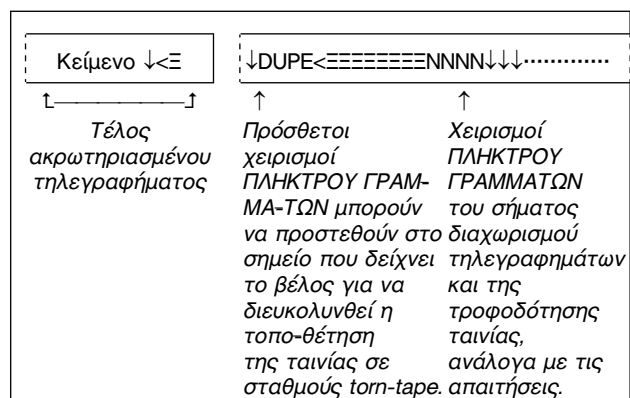 Κείμενο ↓<Ξ
↓DUPE<ΞΞΞΞΞΞΞΞNNNN↓↓↓·············
Τέλος
ακρωτηριασμένου
τηλεγραφήματος
Πρόσθετοι
χειρισμοί
ΠΛΗΚΤΡΟΥ ΓΡΑΜ-
ΜΑ-ΤΩΝ μπορούν
να προστεθούν στο
σημείο που δείχνει
το βέλος για να
διευκολυνθεί η
τοπο-θέτηση
της ταινίας σε
σταθμούς torn-tape.
Χειρισμοί
ΠΛΗΚΤΡΟΥ
ΓΡΑΜΜΑΤΩΝ
του σήματος
διαχωρισμού
τηλεγραφημάτων
και της
τροφοδότησης
ταινίας,
ανάλογα με τις
απαιτήσεις.